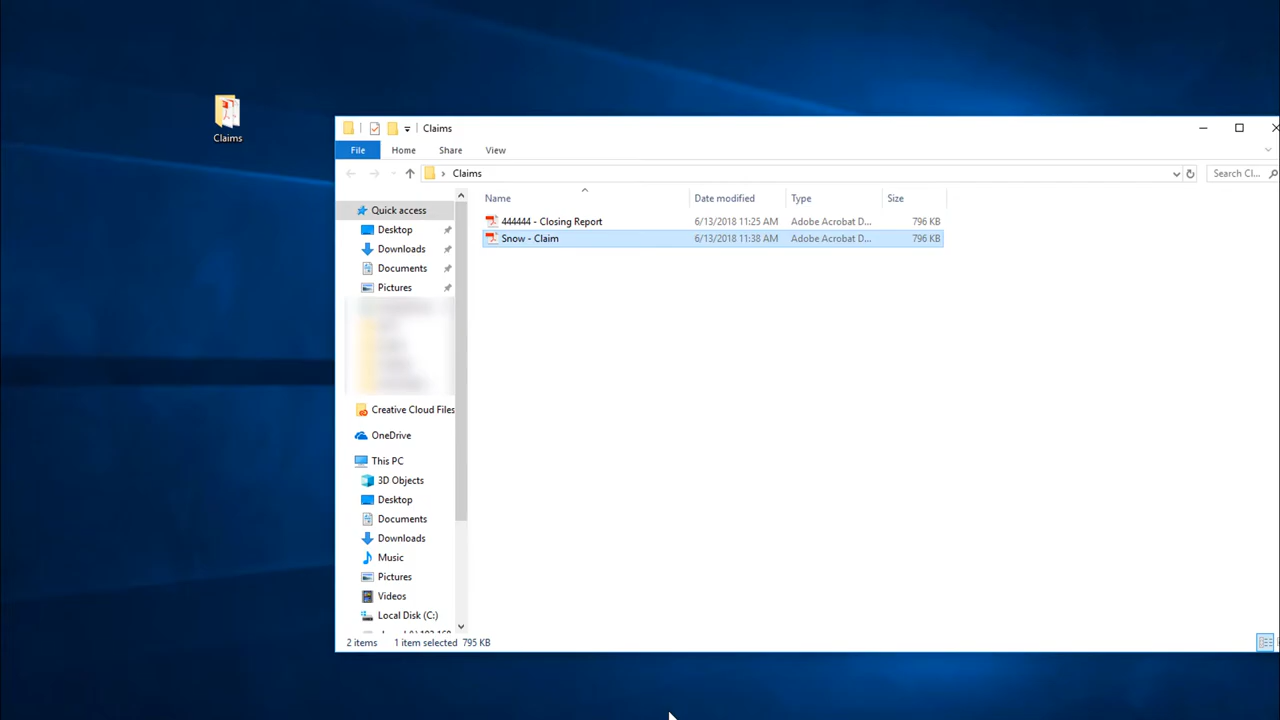 Claims
Claims
File Home Share View
Claims
Search Cl...
Name Date modified Type Size
444444 - Closing Report 6/13/2018 11:25 AM Adobe Acrobat D... 796 KB
Snow - Claim 6/13/2018 11:38 AM Adobe Acrobat D... 796 KB
Quick access
Desktop
Downloads
Documents
Pictures
Creative Cloud Files
OneDrive
This PC
3D Objects
Desktop
Documents
Downloads
Music
Pictures
Videos
Local Disk (C:)
2 items 1 item selected 795 KB